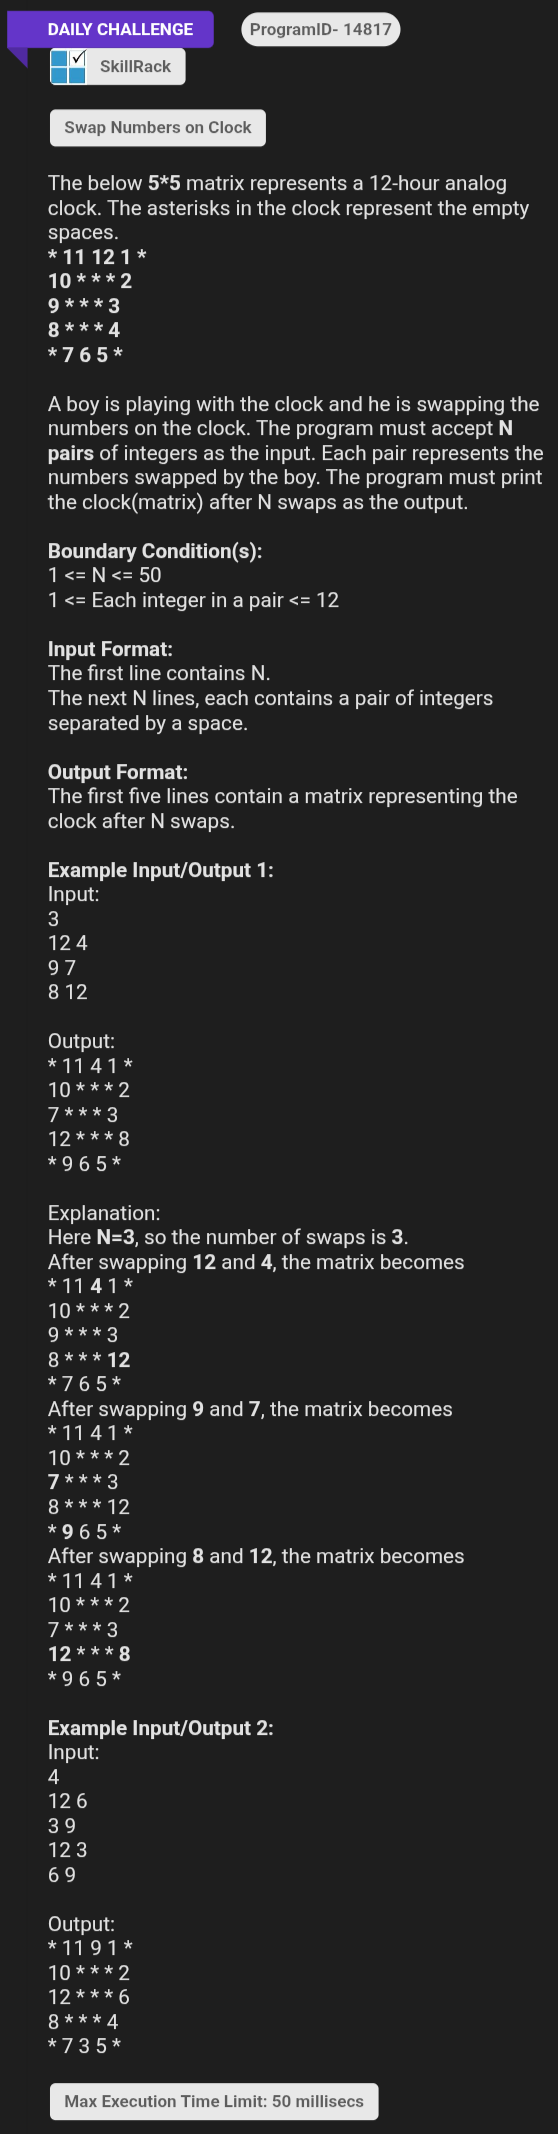 DAILY CHALLENGE
ProgramID- 14817
SkillRack
Swap Numbers on Clock
The below 5*5 matrix represents a 12-hour analog
clock. The asterisks in the clock represent the empty
spaces.
* 11 12 1 *
10 * * * 2
9 * * * 3
8 * * * 4
* 7 6 5 *
A boy is playing with the clock and he is swapping the
numbers on the clock. The program must accept N
pairs of integers as the input. Each pair represents the
numbers swapped by the boy. The program must print
the clock(matrix) after N swaps as the output.
Boundary Condition(s):
1 <= N <= 50
1 <= Each integer in a pair <= 12
Input Format:
The first line contains N.
The next N lines, each contains a pair of integers
separated by a space.
Output Format:
The first five lines contain a matrix representing the
clock after N swaps.
Example Input/Output 1:
Input:
3
12 4
9 7
8 12
Output:
* 11 4 1 *
10 * * * 2
7 * * * 3
12 * * * 8
* 9 6 5 *
Explanation:
Here N=3, so the number of swaps is 3.
After swapping 12 and 4, the matrix becomes
* 11 4 1 *
10 * * * 2
9 * * * 3
8 * * * 12
* 7 6 5 *
After swapping 9 and 7, the matrix becomes
* 11 4 1 *
10 * * * 2
7 * * * 3
8 * * * 12
* 9 6 5 *
After swapping 8 and 12, the matrix becomes
* 11 4 1 *
10 * * * 2
7 * * * 3
12 * * * 8
* 9 6 5 *
Example Input/Output 2:
Input:
4
12 6
3 9
12 3
6 9
Output:
* 11 9 1 *
10 * * * 2
12 * * * 6
8 * * * 4
* 7 3 5 *
Max Execution Time Limit: 50 millisecs